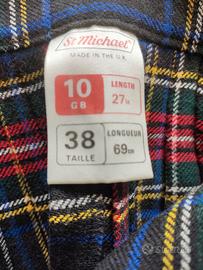 St Michael
MADE IN THE U.K.
10
GB
LENGTH
27in
38
TAILLE
LONGUEUR
69cm